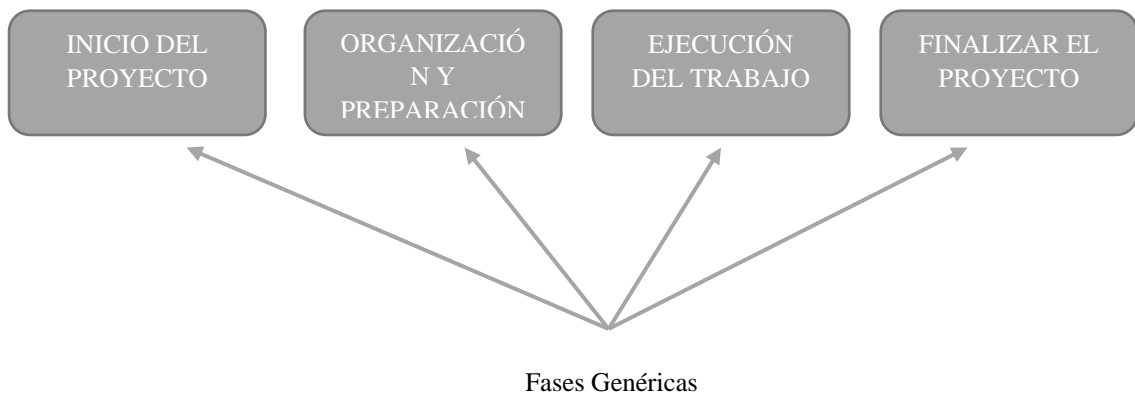 INICIO DEL
PROYECTO
ORGANIZACIÓ
N Y
PREPARACIÓN
EJECUCIÓN
DEL TRABAJO
FINALIZAR EL
PROYECTO
Fases Genéricas